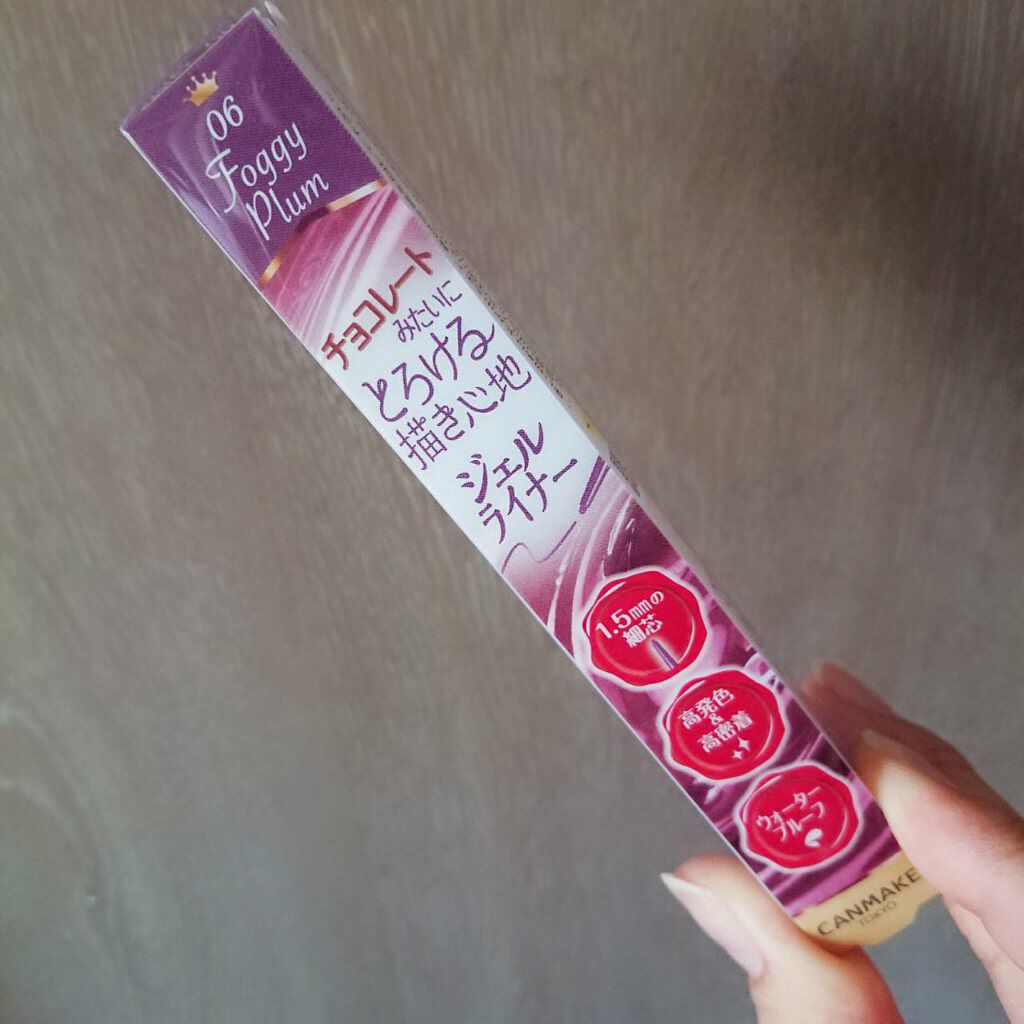 06
Foggy
Plum
チョコレート
みたいに
とろける
描き心地
ジェル
ライナー
1.5mmの
細芯
高発色
&
高密着
ウォーター
プルーフ
CANMAKE
TOKYO